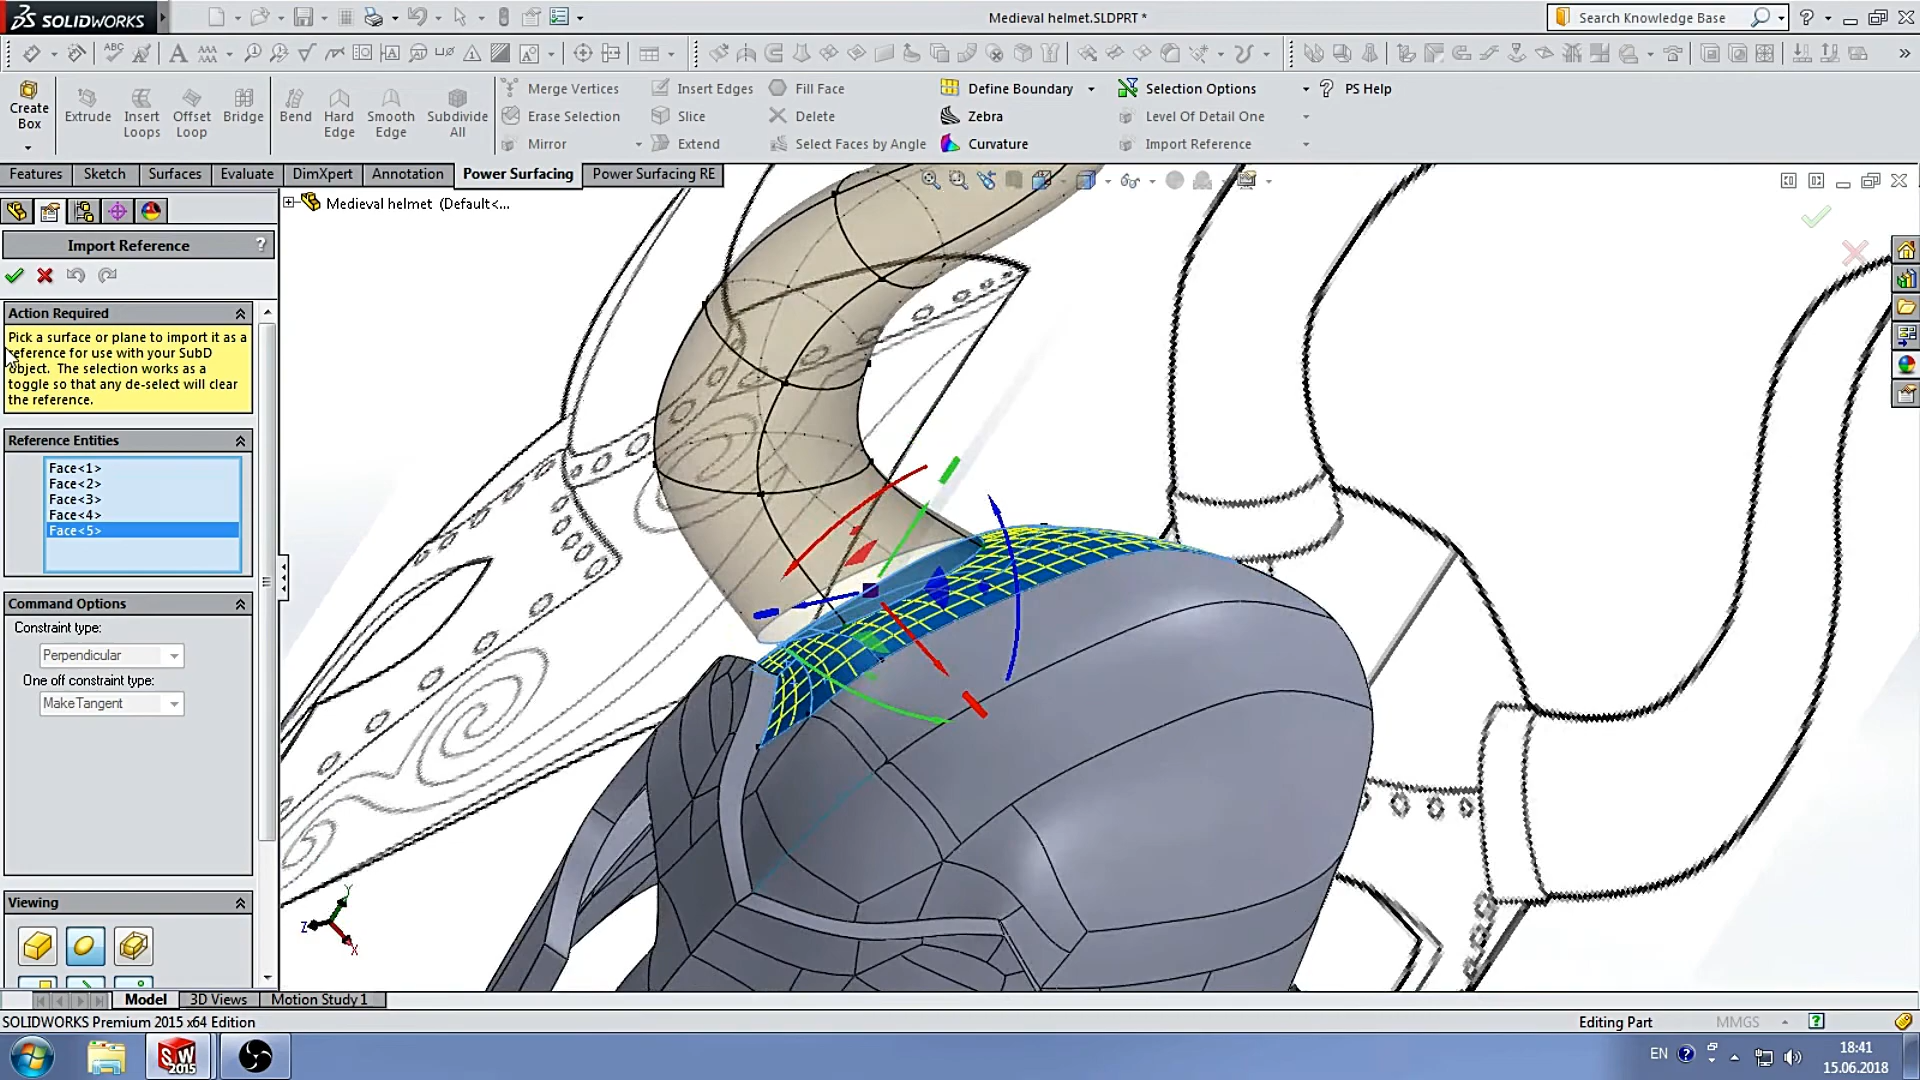 SOLIDWORKS
Medieval helmet.SLDPRT *
Search Knowledge Base
Create Box
Extrude
Insert Loops
Offset Loop
Bridge
Bend
Hard Edge
Smooth Edge
Subdivide All
Merge Vertices
Erase Selection
Mirror
Insert Edges
Slice
Extend
Fill Face
Delete
Select Faces by Angle
Define Boundary
Zebra
Curvature
Selection Options
Level Of Detail One
Import Reference
PS Help
Features
Sketch
Surfaces
Evaluate
DimXpert
Annotation
Power Surfacing
Power Surfacing RE
Medieval helmet (Default<...
Import Reference
?
Action Required
Pick a surface or plane to import it as a
reference for use with your SubD
object. The selection works as a
toggle so that any de-select will clear
the reference.
Reference Entities
Face<1>
Face<2>
Face<3>
Face<4>
Face<5>
Command Options
Constraint type:
Perpendicular
One off constraint type:
MakeTangent
Viewing
Y
Z
X
Model
3D Views
Motion Study 1
SOLIDWORKS Premium 2015 x64 Edition
Editing Part
MMGS
SW 2015
EN
18:41
15.06.2018